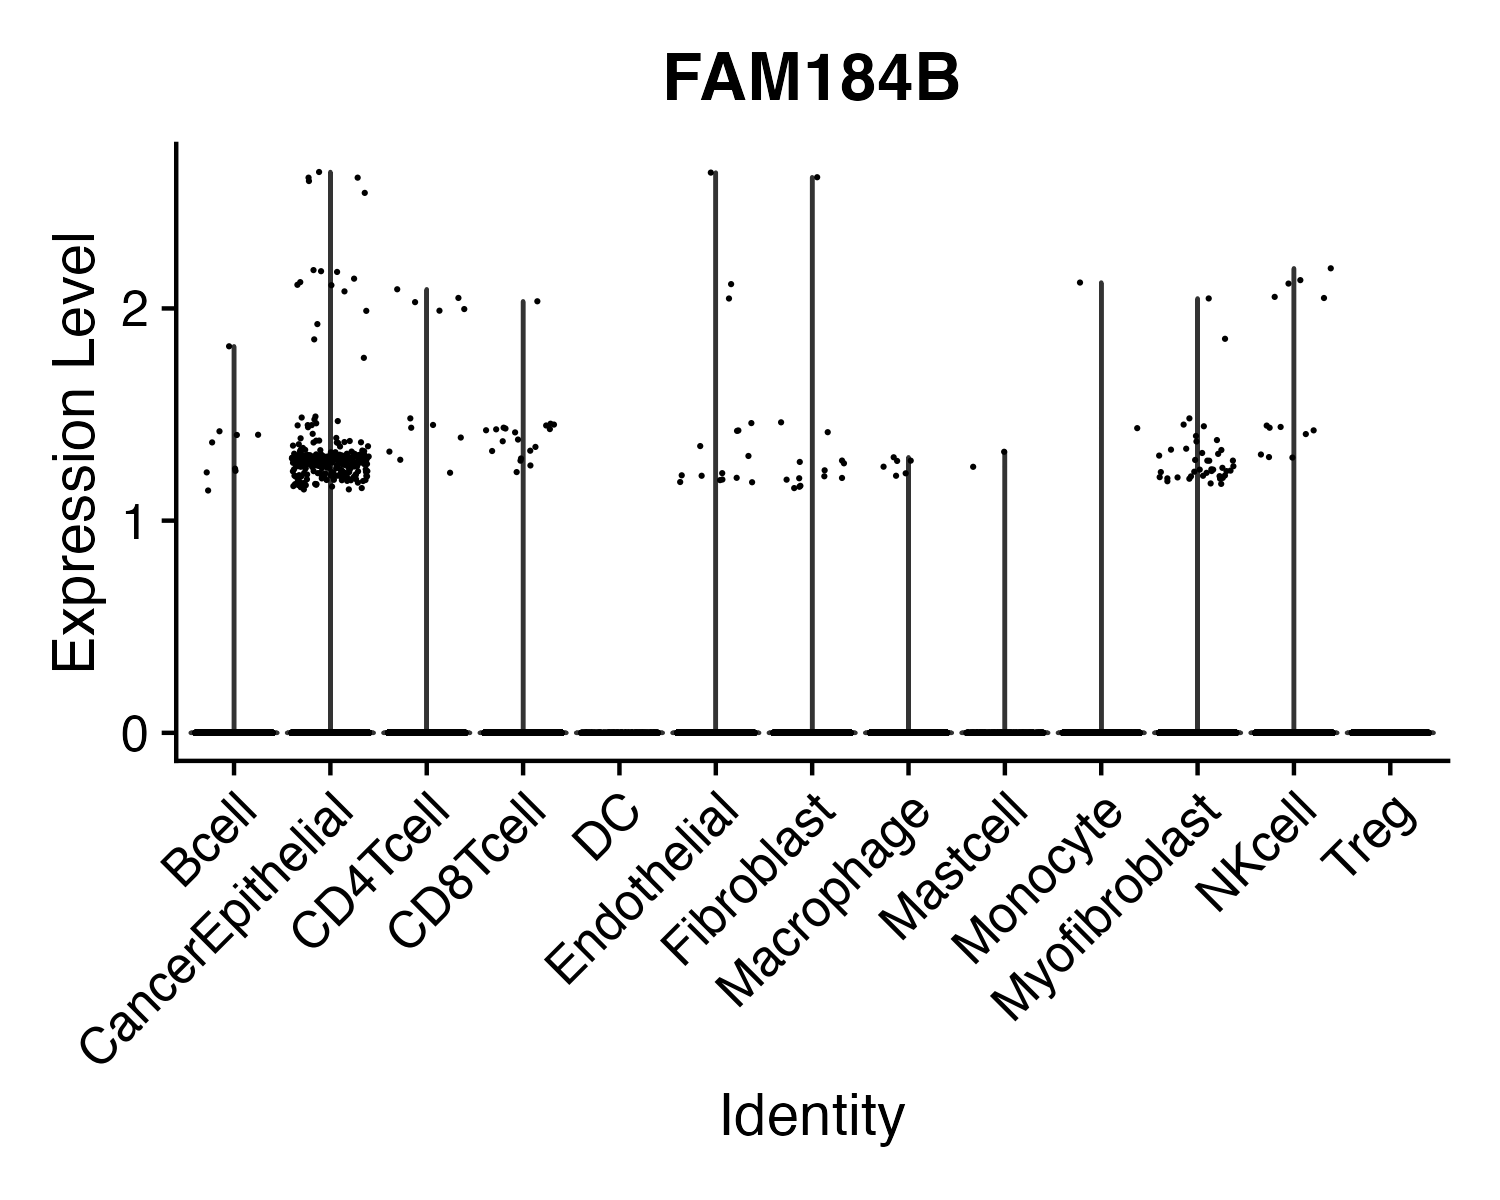 FAM184B
Expression Level
2
1
0
Bcell
CancerEpithelial
CD4Tcell
CD8Tcell
DC
Endothelial
Fibroblast
Macrophage
Mastcell
Monocyte
Myofibroblast
NKcell
Treg
Identity